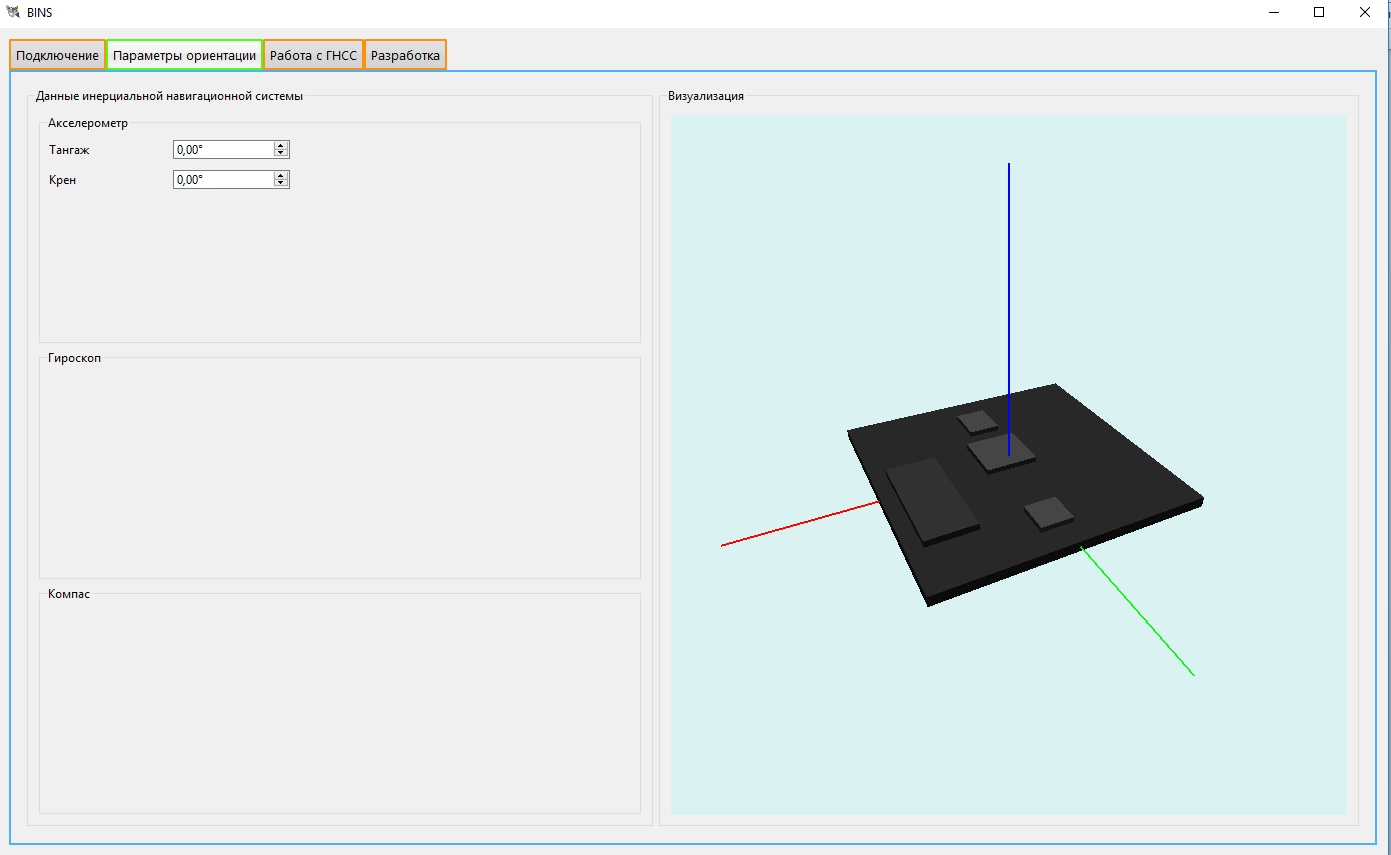 BINS
Подключение Параметры ориентации Работа с ГНСС Разработка
Данные инерциальной навигационной системы
Акселерометр
Тангаж 0,00°
Крен 0,00°
Гироскоп
Компас
Визуализация